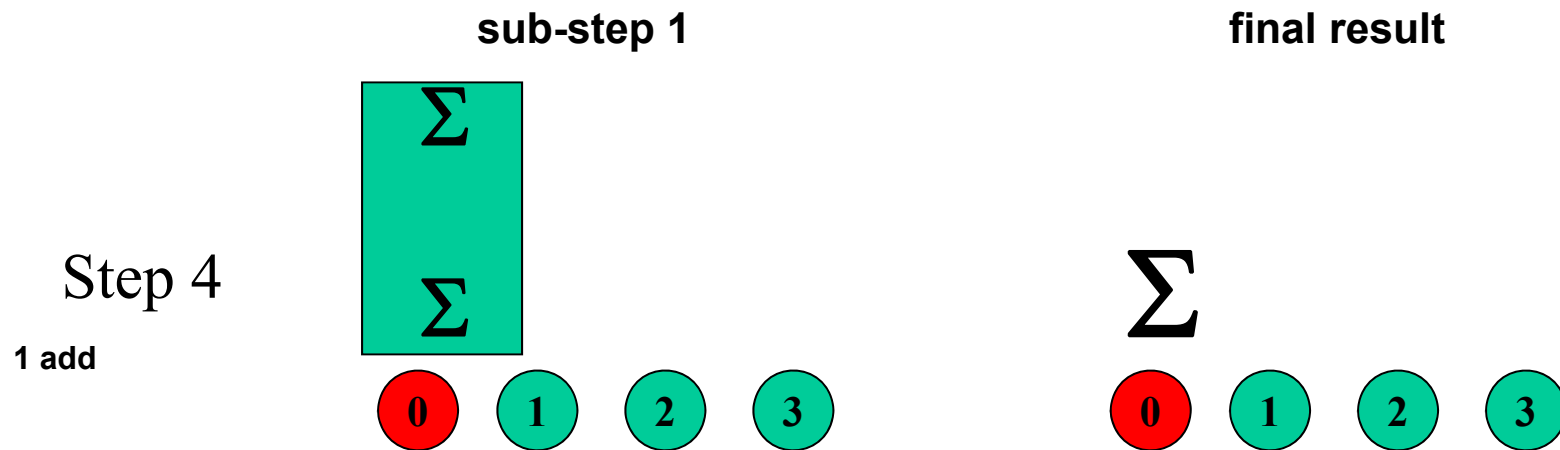 sub-step 1
final result
Σ
Σ
Step 4
Σ
1 add
0 1 2 3
0 1 2 3